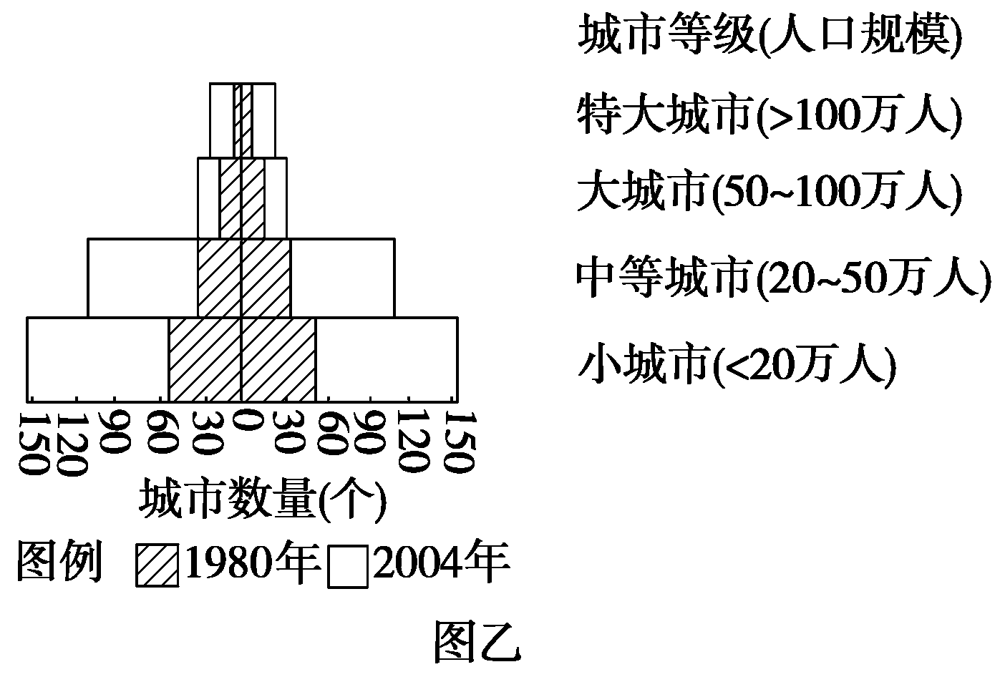 城市等级(人口规模)
特大城市(>100万人)
大城市(50~100万人)
中等城市(20~50万人)
小城市(<20万人)
150 120 90 60 30 0 30 60 90 120 150
城市数量(个)
图例 1980年 2004年
图乙